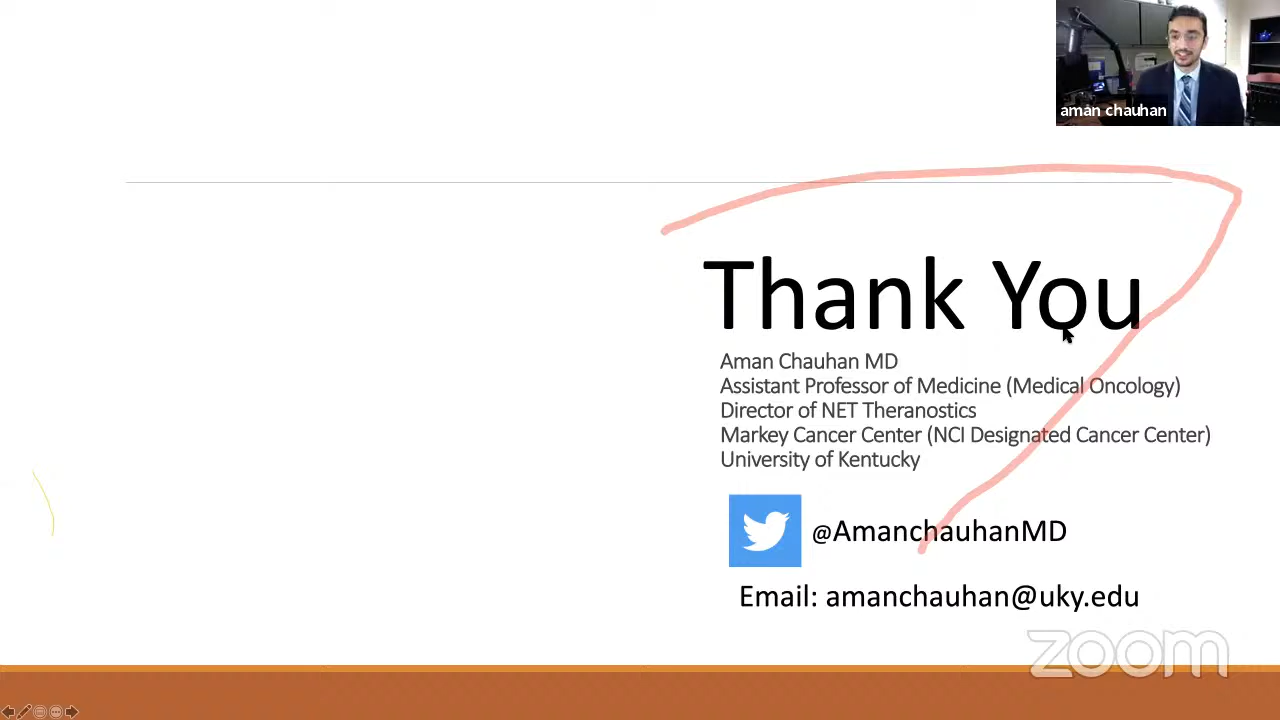 aman chauhan
Thank You
Aman Chauhan MD
Assistant Professor of Medicine (Medical Oncology)
Director of NET Theranostics
Markey Cancer Center (NCI Designated Cancer Center)
University of Kentucky
@AmanchauhanMD
Email: amanchauhan@uky.edu
zoom